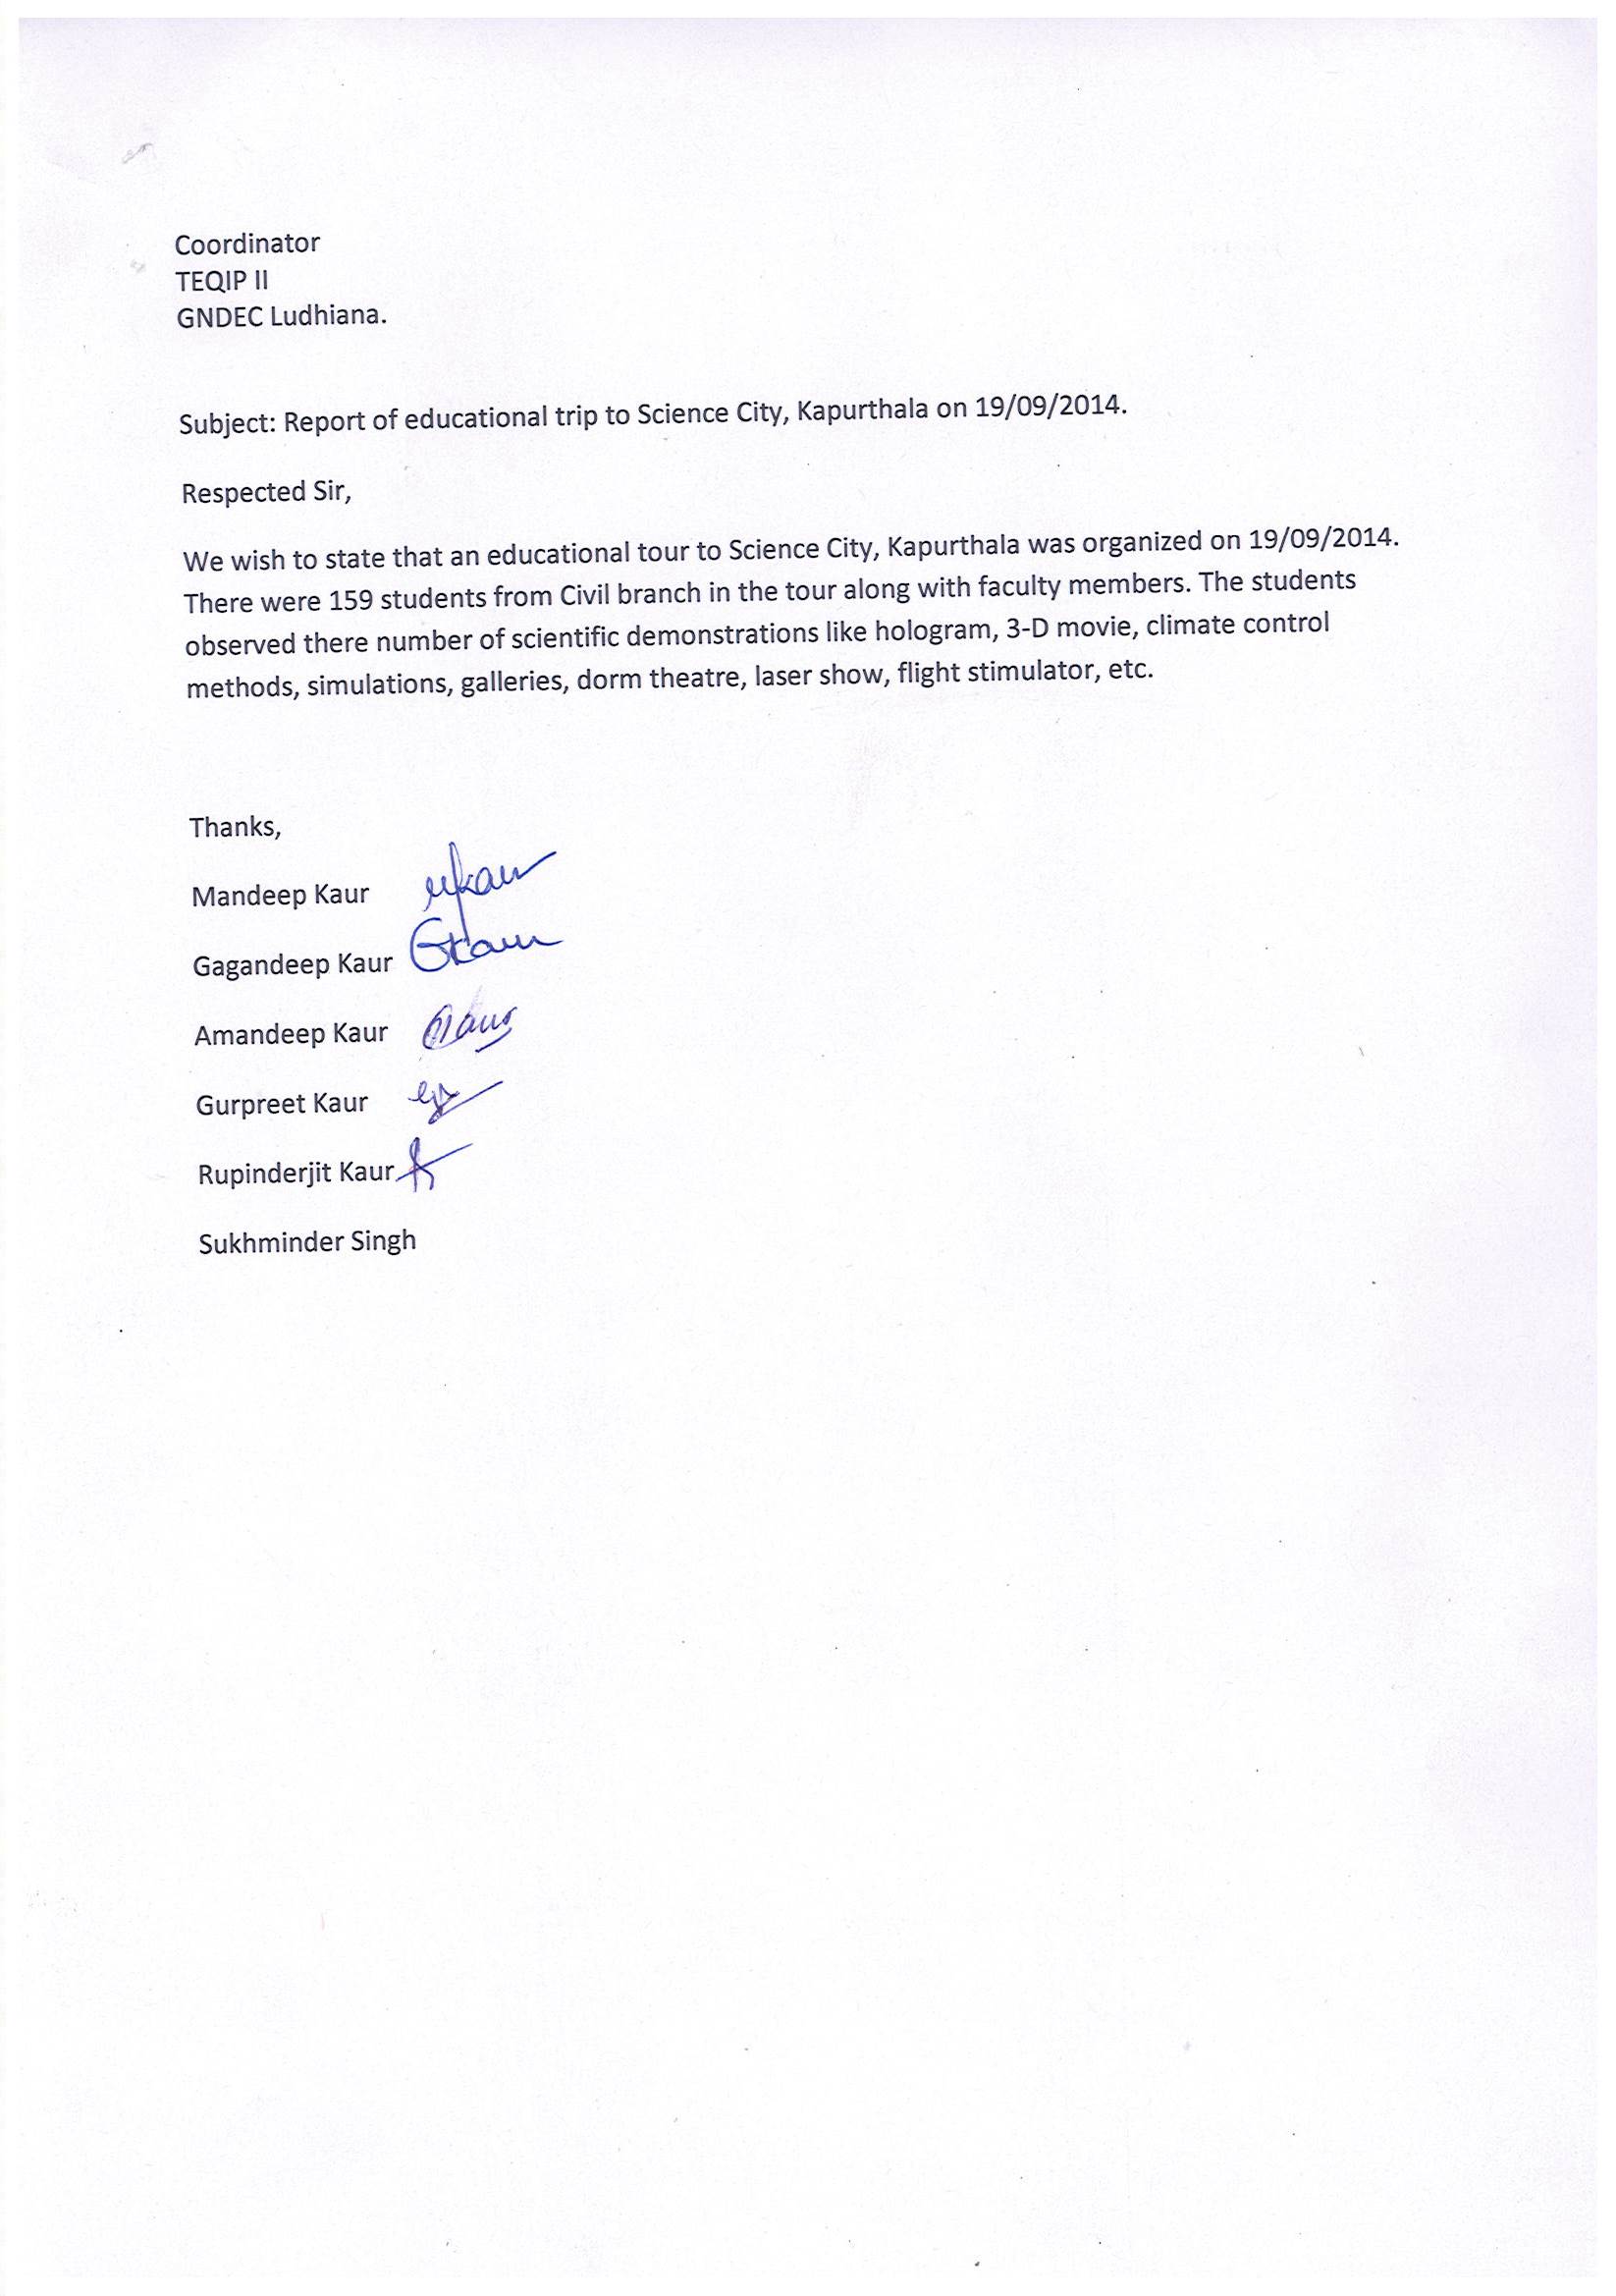 Coordinator
TEQIP II
GNDEC Ludhiana.
Subject: Report of educational trip to Science City, Kapurthala on 19/09/2014.
Respected Sir,
We wish to state that an educational tour to Science City, Kapurthala was organized on 19/09/2014.
There were 159 students from Civil branch in the tour along with faculty members. The students
observed there number of scientific demonstrations like hologram, 3-D movie, climate control
methods, simulations, galleries, dorm theatre, laser show, flight stimulator, etc.
Thanks,
Mandeep Kaur
Gagandeep Kaur Gkaur
Amandeep Kaur
Gurpreet Kaur
Rupinderjit Kaur
Sukhminder Singh